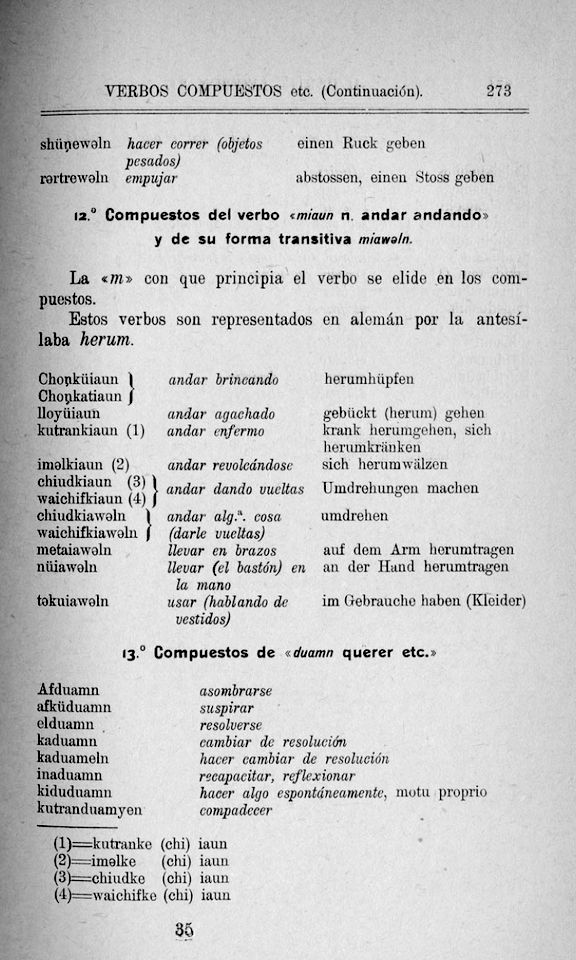 VERBOS COMPUESTOS etc. (Continuación). 273
shüṇewəln hacer correr (objetos einen Ruck geben
pesados)
rərtrewəln empujar abstossen, einen Stoss geben
12.º Compuestos del verbo «miaun n. andar andando»
y de su forma transitiva miawəln.
La «m» con que principia el verbo se elide en los com-
puestos.
Estos verbos son representados en alemán por la antesí-
laba herum.
Choṇküiaun } andar brincando herumhüpfen
Choṇkatiaun
lloyüiaun andar agachado gebückt (herum) gehen
kutrankiaun (1) andar enfermo krank herumgehen, sich
herumkränken
iməlkiaun (2) andar revolcándose sich herumwälzen
chiudkiaun (3) } andar dando vueltas Umdrehungen machen
waichifkiaun (4)
chiudkiawəln } andar alg.ª. cosa umdrehen
waichifkiawəln (darle vueltas)
metaiawəln llevar en brazos auf dem Arm herumtragen
nüiawəln llevar (el bastón) en an der Hand herumtragen
la mano
təkuiawəln usar (hablando de im Gebrauche haben (Kleider)
vestidos)
13.º Compuestos de «duamn querer etc.»
Afduamn asombrarse
afküduamn suspirar
elduamn resolverse
kaduamn cambiar de resolución
kaduameln hacer cambiar de resolución
inaduamn recapacitar, reflexionar
kiduduamn hacer algo espontáneamente, motu proprio
kutranduamyen compadecer
(1)=kutranke (chi) iaun
(2)=iməlke (chi) iaun
(3)=chiudke (chi) iaun
(4)=waichifke (chi) iaun
35